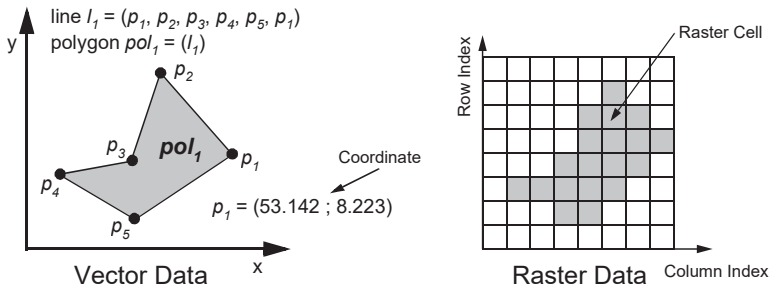 line l₁ = (p₁, p₂, p₃, p₄, p₅, p₁)
polygon pol₁ = (l₁)
y
p₂
p₃
pol₁
p₁
p₄
p₅
Coordinate
p₁ = (53.142 ; 8.223)
x
Vector Data
Raster Cell
Row Index
Raster Data
Column Index